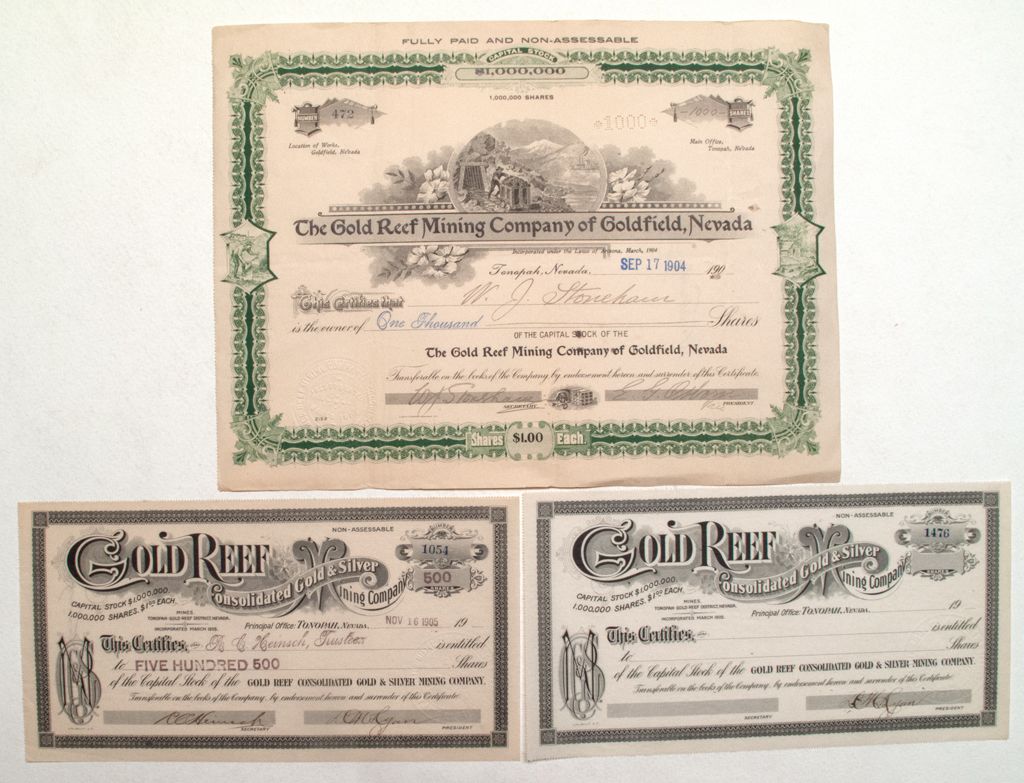 FULLY PAID AND NON-ASSESSABLE
CAPITAL STOCK
$1,000,000
1,000,000 SHARES
NUMBER 472
1000 SHARES
1000
Location of Works,
Goldfield, Nevada
Main Office,
Tonopah, Nevada
The Gold Reef Mining Company of Goldfield, Nevada
Incorporated under the Laws of Arizona, March, 1904
Tonopah, Nevada, SEP 17 1904 190
This Certifies that W. J. Stoneham
is the owner of One Thousand Shares
OF THE CAPITAL STOCK OF THE
The Gold Reef Mining Company of Goldfield, Nevada
Transferable on the books of the Company by endorsement hereon and surrender of this Certificate.
W J Stoneham
SECRETARY
PRESIDENT
Shares $1.00 Each
NON-ASSESSABLE
NUMBER
1054
500
SHARES
GOLD REEF
Consolidated Gold & Silver
Mining Company
CAPITAL STOCK $1,000,000.
1,000,000 SHARES, $1.00 EACH.
MINES,
TONOPAH GOLD REEF DISTRICT, NEVADA.
INCORPORATED MARCH 1905.
Principal Office: TONOPAH, NEVADA. NOV 16 1905 19
This Certifies, Heinsch, Trustee is entitled
to FIVE HUNDRED 500 Shares
of the Capital Stock of the GOLD REEF CONSOLIDATED GOLD & SILVER MINING COMPANY.
Transferable on the books of the Company, by endorsement hereon and surrender of this Certificate.
Heinsch
SECRETARY
PRESIDENT
NON-ASSESSABLE
NUMBER
1476
SHARES
GOLD REEF
Consolidated Gold & Silver
Mining Company
CAPITAL STOCK $1,000,000.
1,000,000 SHARES, $1.00 EACH.
MINES,
TONOPAH GOLD REEF DISTRICT, NEVADA.
INCORPORATED MARCH 1905.
Principal Office: TONOPAH, NEVADA. 19
This Certifies, is entitled
to Shares
of the Capital Stock of the GOLD REEF CONSOLIDATED GOLD & SILVER MINING COMPANY.
Transferable on the books of the Company, by endorsement hereon and surrender of this Certificate.
SECRETARY
PRESIDENT